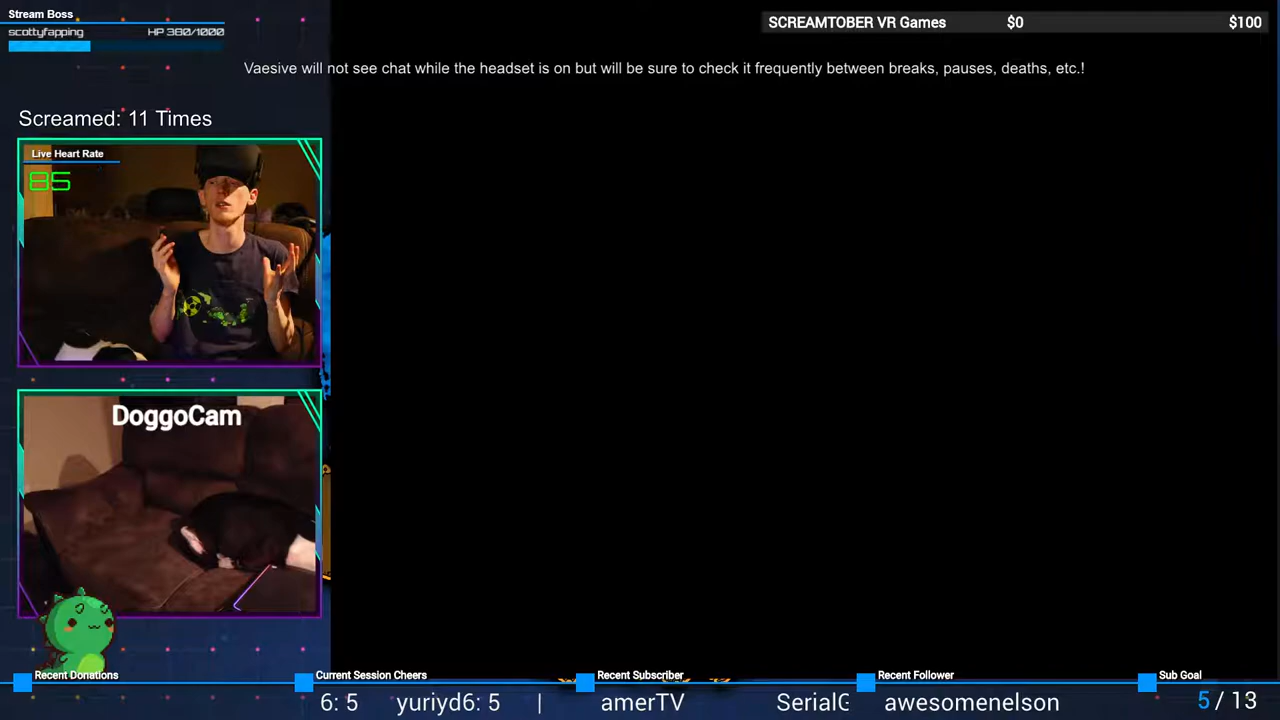 Stream Boss
scottyfapping HP 380/1000
SCREAMTOBER VR Games $0 $100
Vaesive will not see chat while the headset is on but will be sure to check it frequently between breaks, pauses, deaths, etc.!
Screamed: 11 Times
Live Heart Rate
85
DoggoCam
Recent Donations
Current Session Cheers
6: 5 yuriyd6: 5 |
Recent Subscriber
amerTV SerialG
Recent Follower
awesomenelson
Sub Goal
5 / 13